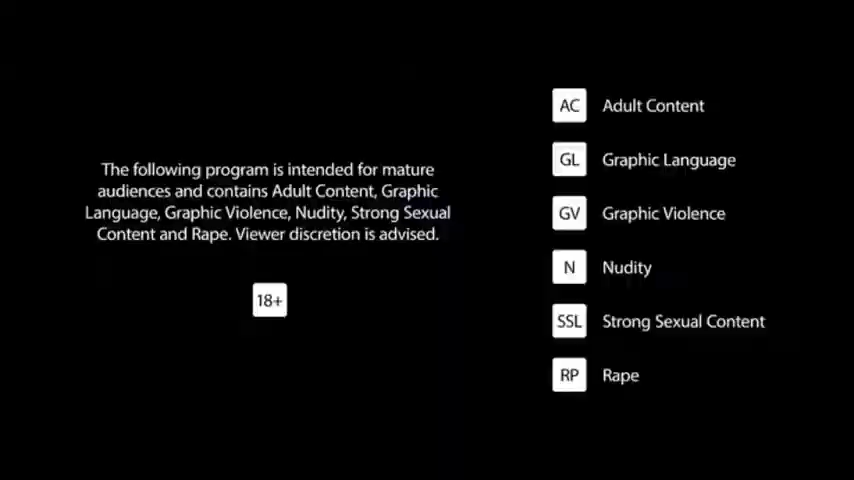 The following program is intended for mature
audiences and contains Adult Content, Graphic
Language, Graphic Violence, Nudity, Strong Sexual
Content and Rape. Viewer discretion is advised.
18+
AC Adult Content
GL Graphic Language
GV Graphic Violence
N Nudity
SSL Strong Sexual Content
RP Rape